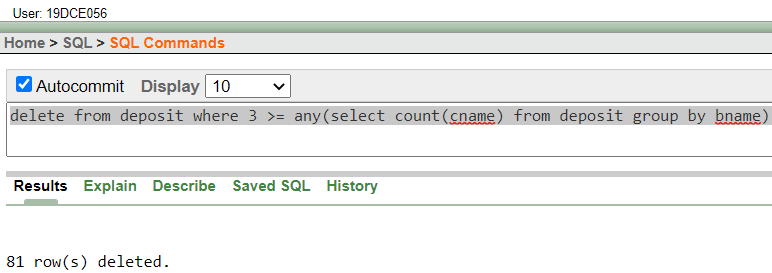 User: 19DCE056
Home > SQL > SQL Commands
Autocommit Display 10
delete from deposit where 3 >= any(select count(cname) from deposit group by bname)
Results Explain Describe Saved SQL History
81 row(s) deleted.